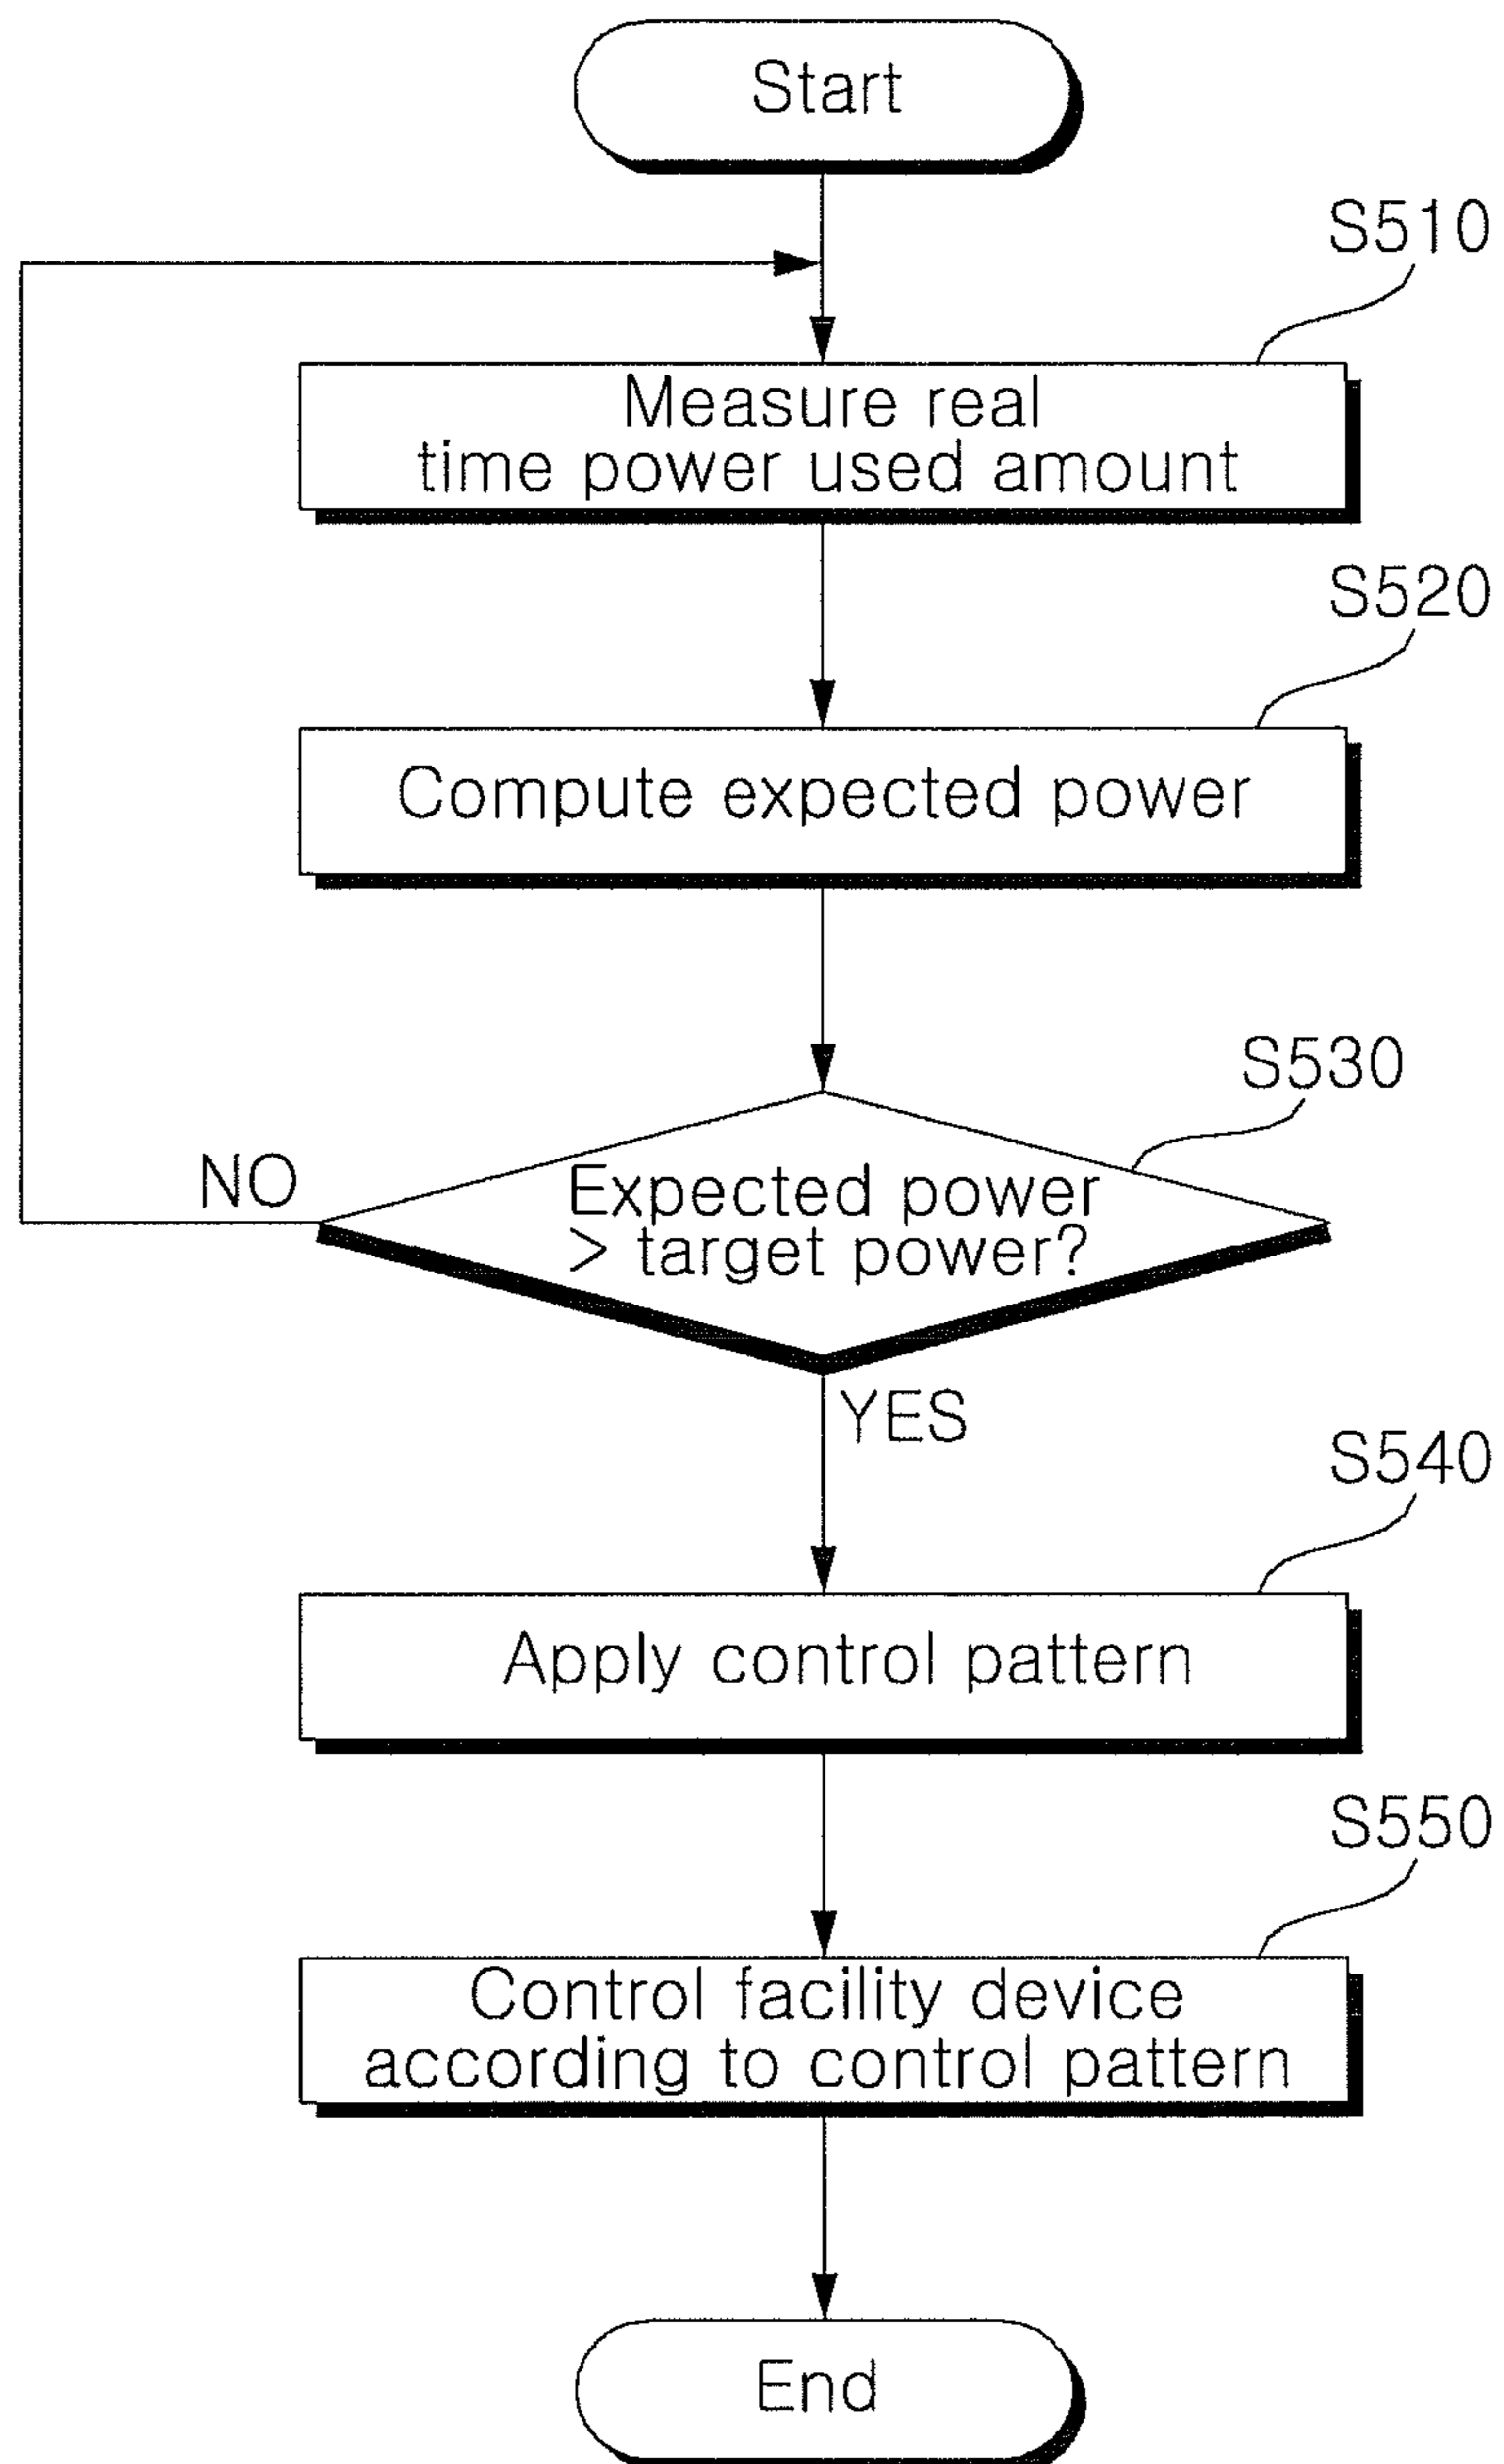 Start
S510
Measure real
time power used amount
S520
Compute expected power
S530
Expected power
> target power?
NO
YES
S540
Apply control pattern
S550
Control facility device
according to control pattern
End